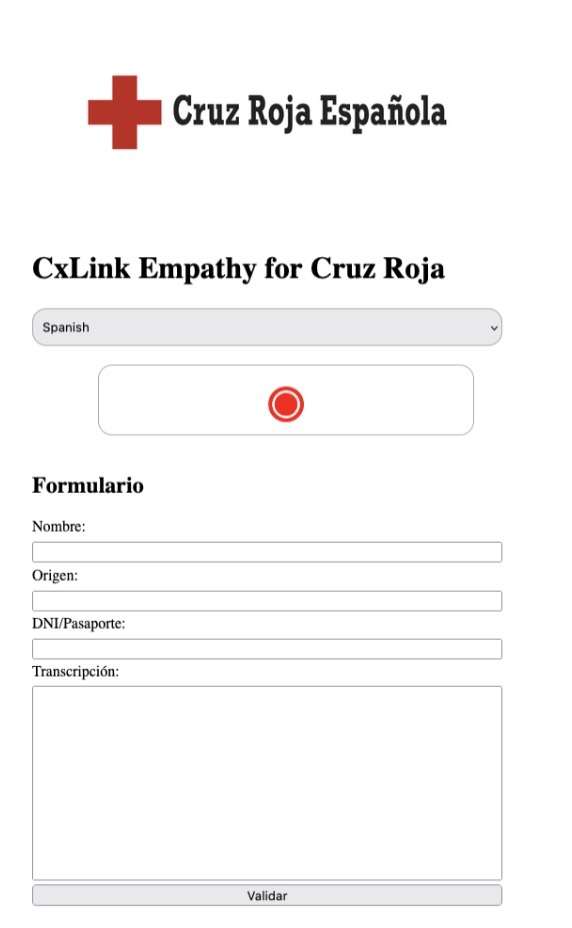 Cruz Roja Española
CxLink Empathy for Cruz Roja
Spanish
Formulario
Nombre:
Origen:
DNI/Pasaporte:
Transcripción:
Validar